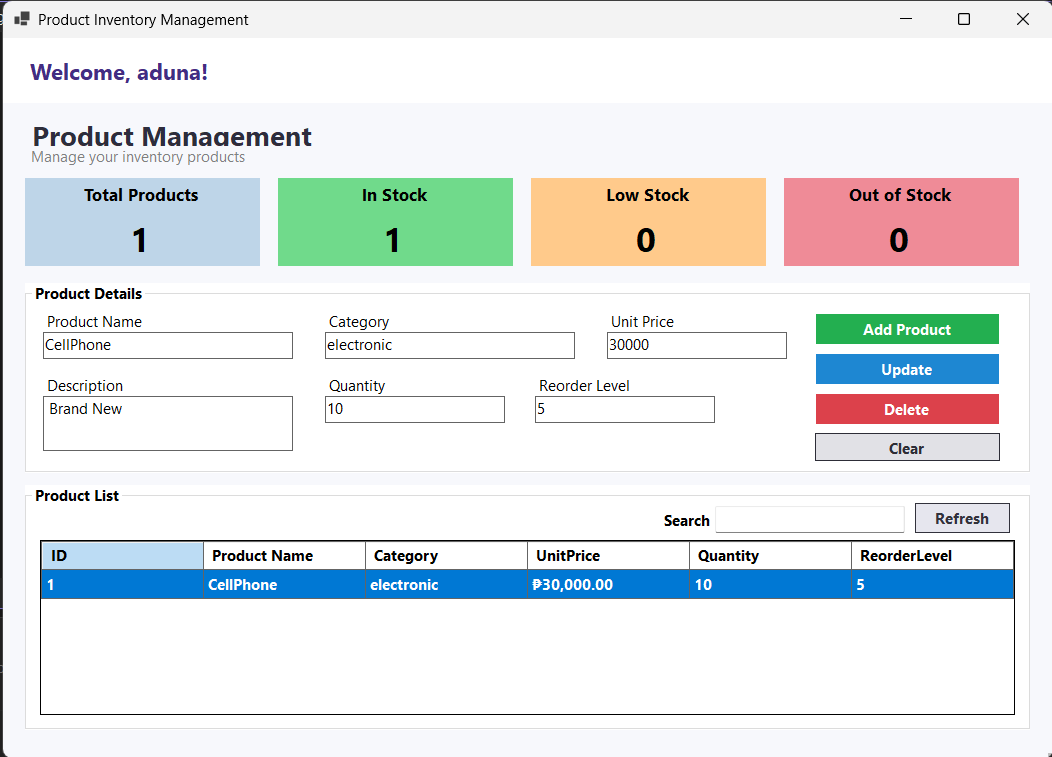 Product Inventory Management
Welcome, aduna!
Product Management
Manage your inventory products
Total Products In Stock Low Stock Out of Stock
1 1 0 0
Product Details
Product Name Category Unit Price
CellPhone electronic 30000
Add Product
Update
Description Quantity Reorder Level
Brand New 10 5
Delete
Clear
Product List
Search Refresh
ID Product Name Category UnitPrice Quantity ReorderLevel
1 CellPhone electronic ₱30,000.00 10 5